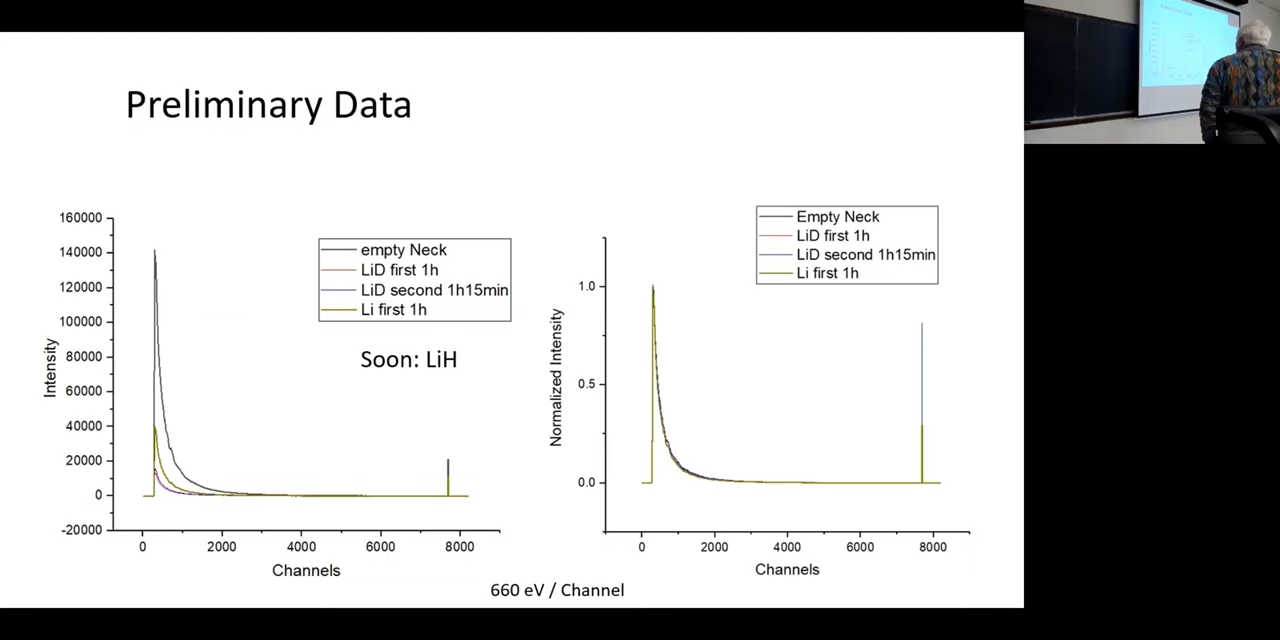 Preliminary Data
160000
140000
120000
100000
80000
60000
40000
20000
0
-20000
Intensity
empty Neck
LiD first 1h
LiD second 1h15min
Li first 1h
Soon: LiH
0 2000 4000 6000 8000
Channels
Empty Neck
LiD first 1h
LiD second 1h15min
Li first 1h
1.0
0.5
0.0
Normalized Intensity
0 2000 4000 6000 8000
Channels
660 eV / Channel